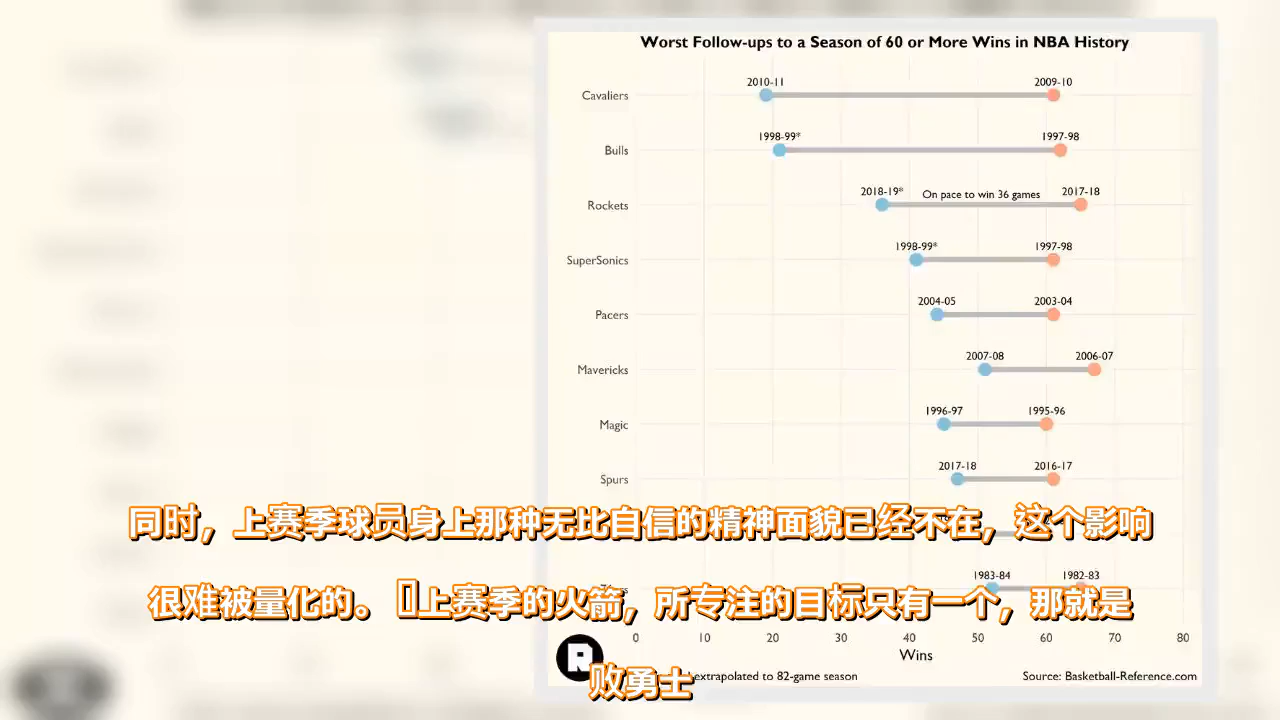 Worst Follow-ups to a Season of 60 or More Wins in NBA History
2010-11 2009-10
Cavaliers
1998-99* 1997-98
Bulls
2018-19* On pace to win 36 games 2017-18
Rockets
1998-99* 1997-98
SuperSonics
2004-05 2003-04
Pacers
2007-08 2006-07
Mavericks
1996-97 1995-96
Magic
2017-18 2016-17
Spurs
同时，上赛季球员身上那种无比自信的精神面貌已经不在，这个影响
1983-84 1982-83
很难被量化的。 上赛季的火箭，所专注的目标只有一个，那就是
0 10 20 30 40 50 60 70 80
Wins
R
败勇士
extrapolated to 82-game season
Source: Basketball-Reference.com